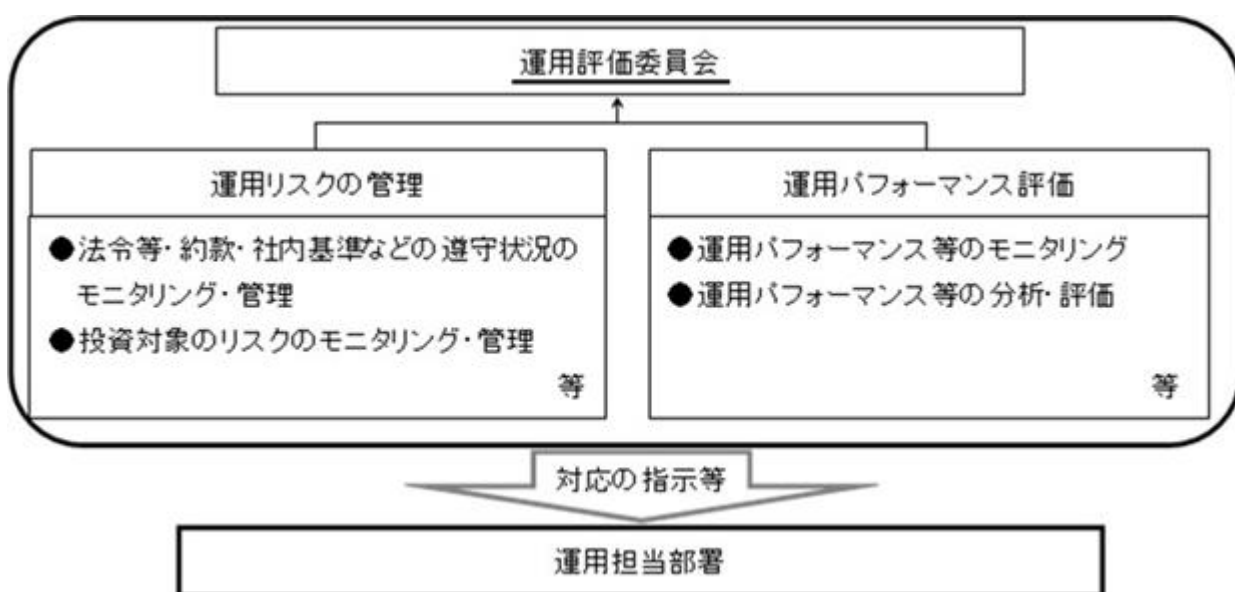 運用評価委員会
運用リスクの管理
●法令等・約款・社内基準などの遵守状況の
モニタリング・管理
●投資対象のリスクのモニタリング・管理
等
運用パフォーマンス評価
●運用パフォーマンス等のモニタリング
●運用パフォーマンス等の分析・評価
等
対応の指示等
運用担当部署